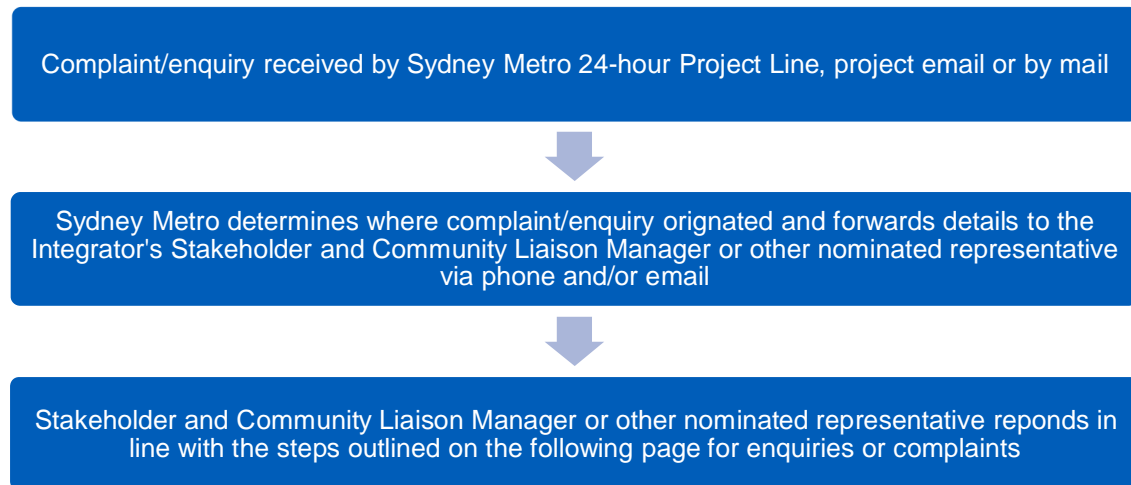 Complaint/enquiry received by Sydney Metro 24-hour Project Line, project email or by mail
Sydney Metro determines where complaint/enquiry orignated and forwards details to the
Integrator's Stakeholder and Community Liaison Manager or other nominated representative
via phone and/or email
Stakeholder and Community Liaison Manager or other nominated representative reponds in
line with the steps outlined on the following page for enquiries or complaints